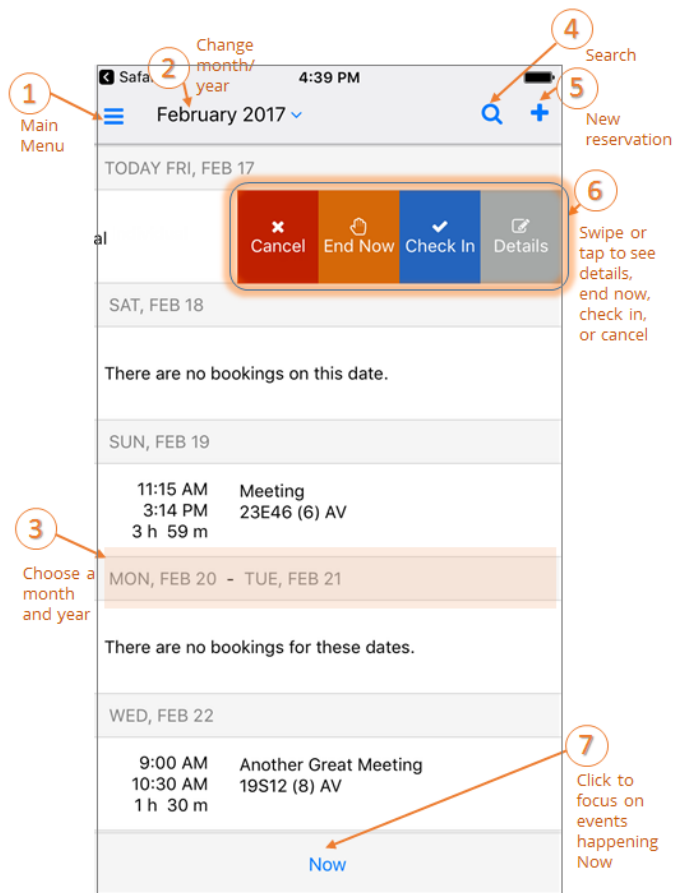 4
Change
month/
year
2
Search
Safa
4:39 PM
1
5
February 2017
Main
Menu
New
reservation
TODAY FRI, FEB 17
6
al
Cancel
End Now
Check In
Details
Swipe or
tap to see
details,
end now,
check in,
or cancel
SAT, FEB 18
There are no bookings on this date.
SUN, FEB 19
11:15 AM
Meeting
3:14 PM
23E46 (6) AV
3 h 59 m
3
Choose a
month
and year
MON, FEB 20 - TUE, FEB 21
There are no bookings for these dates.
WED, FEB 22
7
9:00 AM
Another Great Meeting
10:30 AM
19S12 (8) AV
1 h 30 m
Click to
focus on
events
happening
Now
Now